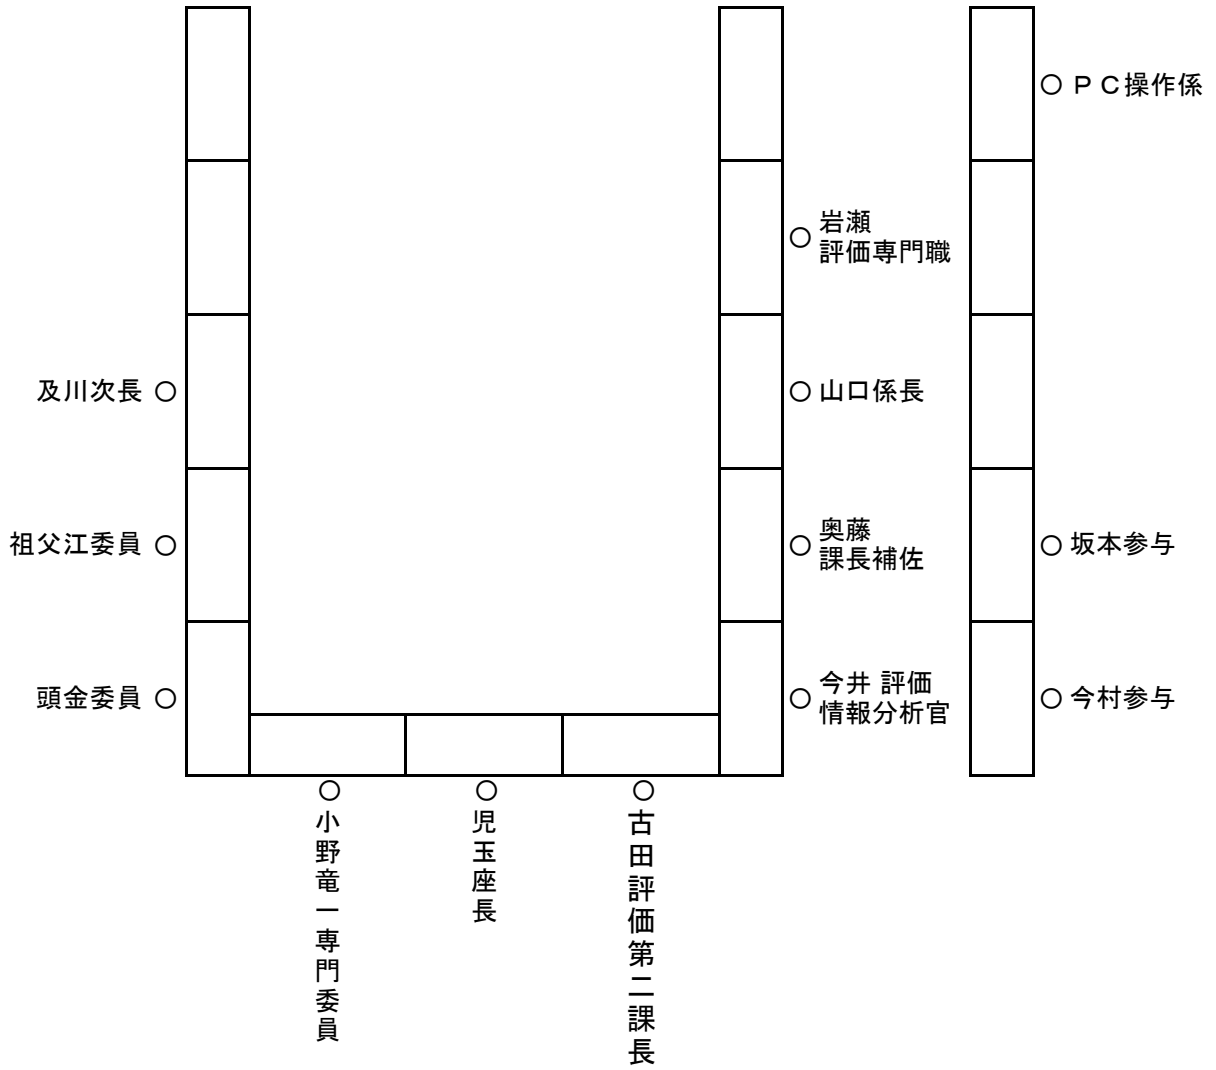 ○ ＰＣ操作係
○ 岩瀬
評価専門職
及川次長 ○
○ 山口係長
祖父江委員 ○
○ 奥藤
課長補佐
○ 坂本参与
頭金委員 ○
○ 今井 評価
情報分析官
○ 今村参与
○小野竜一専門委員
○児玉座長
○古田評価第二課長